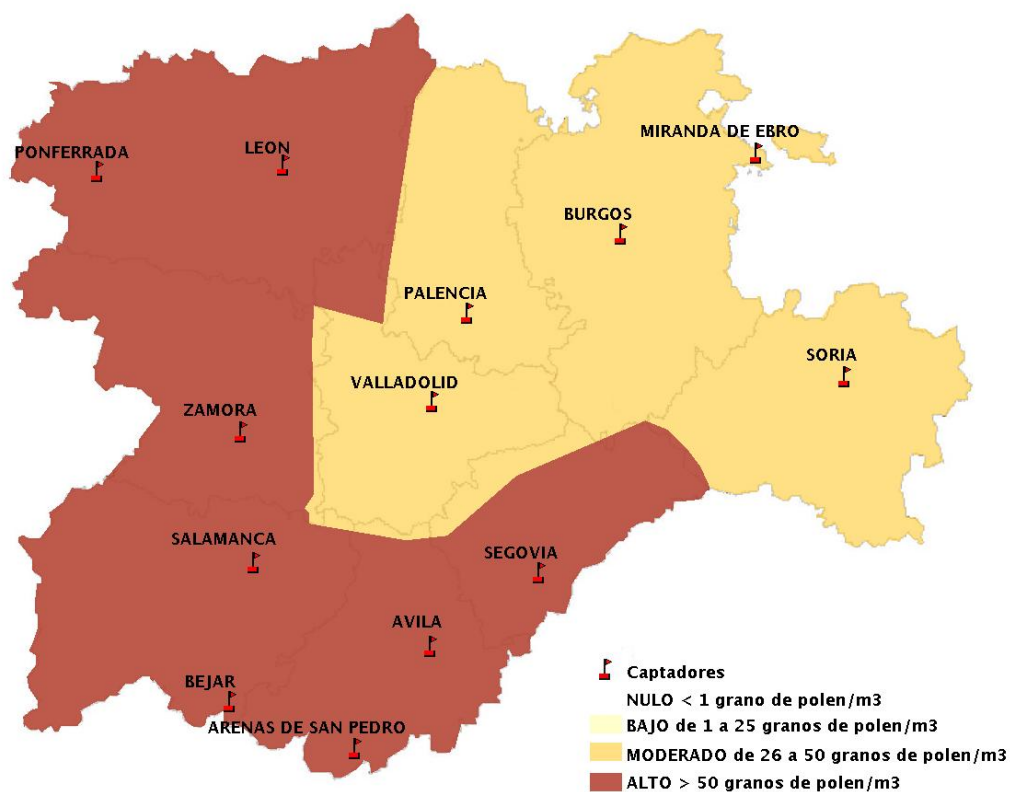 MIRANDA DE EBRO
LEON
PONFERRADA
BURGOS
PALENCIA
SORIA
VALLADOLID
ZAMORA
SALAMANCA
SEGOVIA
AVILA
BEJAR
ARENAS DE SAN PEDRO
Captadores
NULO < 1 grano de polen/m3
BAJO de 1 a 25 granos de polen/m3
MODERADO de 26 a 50 granos de polen/m3
ALTO > 50 granos de polen/m3